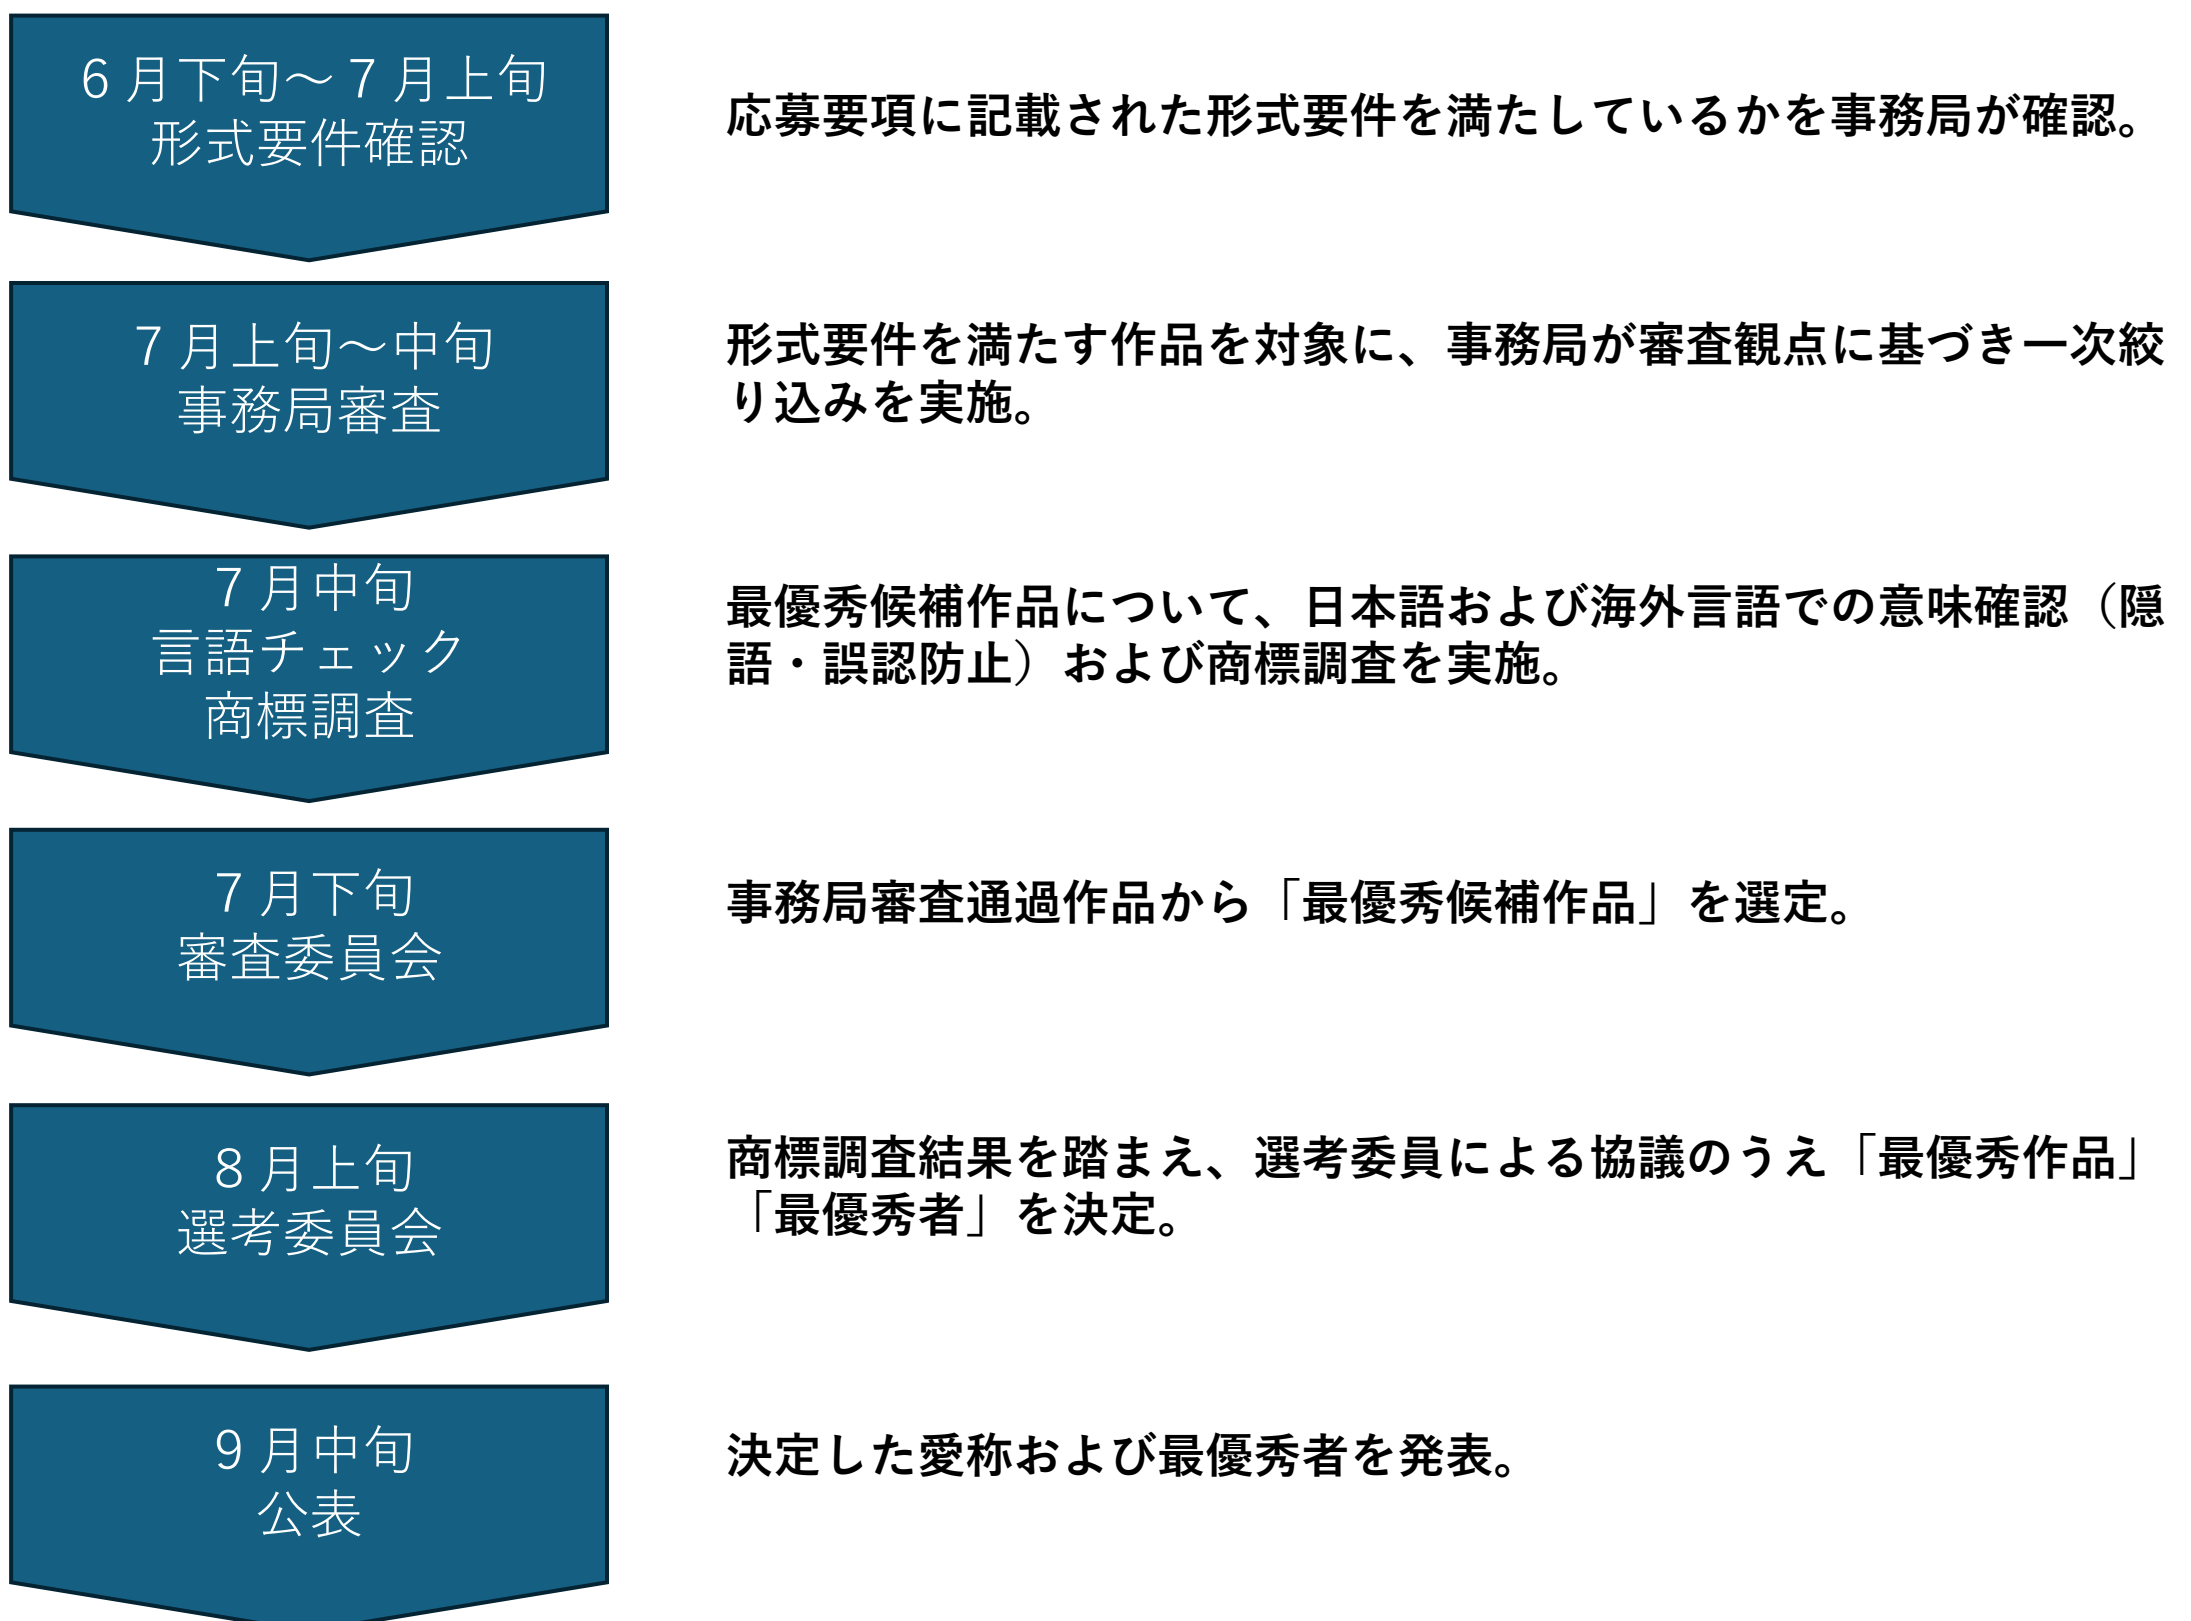 ６月下旬～７月上旬
形式要件確認
応募要項に記載された形式要件を満たしているかを事務局が確認。
７月上旬～中旬
事務局審査
形式要件を満たす作品を対象に、事務局が審査観点に基づき一次絞
り込みを実施。
７月中旬
言語チェック
商標調査
最優秀候補作品について、日本語および海外言語での意味確認（隠
語・誤認防止）および商標調査を実施。
７月下旬
審査委員会
事務局審査通過作品から「最優秀候補作品」を選定。
８月上旬
選考委員会
商標調査結果を踏まえ、選考委員による協議のうえ「最優秀作品」
「最優秀者」を決定。
９月中旬
公表
決定した愛称および最優秀者を発表。